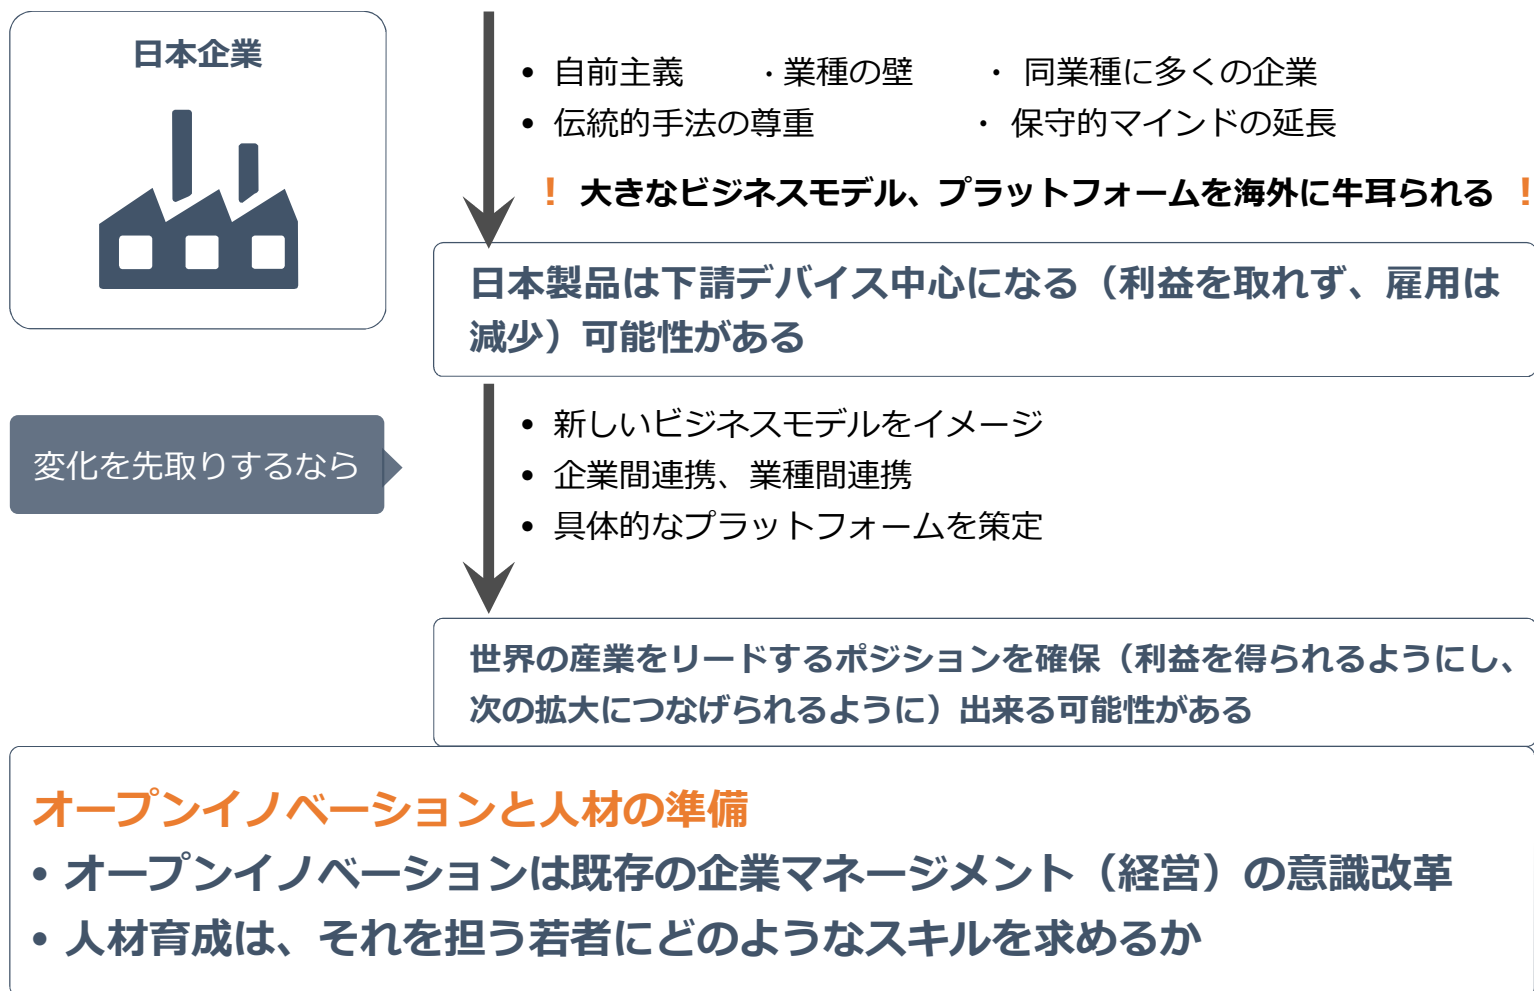 日本企業
• 自前主義 ・業種の壁 ・ 同業種に多くの企業
• 伝統的手法の尊重 ・ 保守的マインドの延長
！ 大きなビジネスモデル、プラットフォームを海外に牛耳られる ！
日本製品は下請デバイス中心になる（利益を取れず、雇用は
減少）可能性がある
変化を先取りするなら
• 新しいビジネスモデルをイメージ
• 企業間連携、業種間連携
• 具体的なプラットフォームを策定
世界の産業をリードするポジションを確保（利益を得られるようにし、
次の拡大につなげられるように）出来る可能性がある
オープンイノベーションと人材の準備
• オープンイノベーションは既存の企業マネージメント（経営）の意識改革
• 人材育成は、それを担う若者にどのようなスキルを求めるか